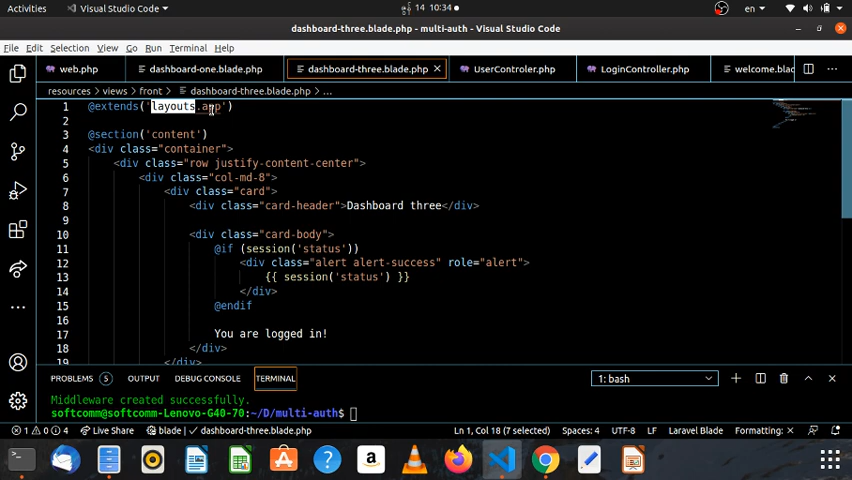 Activities Visual Studio Code 14 10:34 en
dashboard-three.blade.php - multi-auth - Visual Studio Code
File Edit Selection View Go Run Terminal Help
web.php dashboard-one.blade.php dashboard-three.blade.php UserControler.php LoginController.php welcome.blad
resources > views > front > dashboard-three.blade.php > ...
1 @extends('layouts.app')
2
3 @section('content')
4 <div class="container">
5 <div class="row justify-content-center">
6 <div class="col-md-8">
7 <div class="card">
8 <div class="card-header">Dashboard three</div>
9
10 <div class="card-body">
11 @if (session('status'))
12 <div class="alert alert-success" role="alert">
13 {{ session('status') }}
14 </div>
15 @endif
16
17 You are logged in!
18 </div>
19 </div>
PROBLEMS 5 OUTPUT DEBUG CONSOLE TERMINAL 1: bash
Middleware created successfully.
softcomm@softcomm-Lenovo-G40-70:~/D/multi-auth$
1 0 4 Live Share blade dashboard-three.blade.php Ln 1, Col 18 (7 selected) Spaces: 4 UTF-8 LF Laravel Blade Formatting: ×